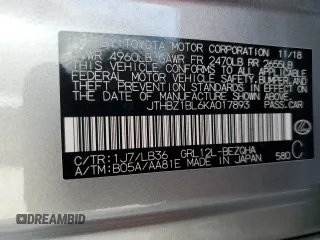 TOYOTA MOTOR CORPORATION 11/18
GVWR 4960LB GAWR FR 2470LB RR 2655LB
THIS VEHICLE CONFORMS TO ALL APPLICABLE
FEDERAL MOTOR VEHICLE SAFETY, BUMPER, AND
THEFT PREVENTION STANDARDS IN EFFECT ON
THE DATE OF MANUFACTURE SHOWN ABOVE.
JTHBZ1BL6KA017893 PASS.CAR
C/TR: 1J7/LB36 GRL12L-BEZQHA
A/TM: B05A/AA81E MADE IN JAPAN 580 C
DREAMBID